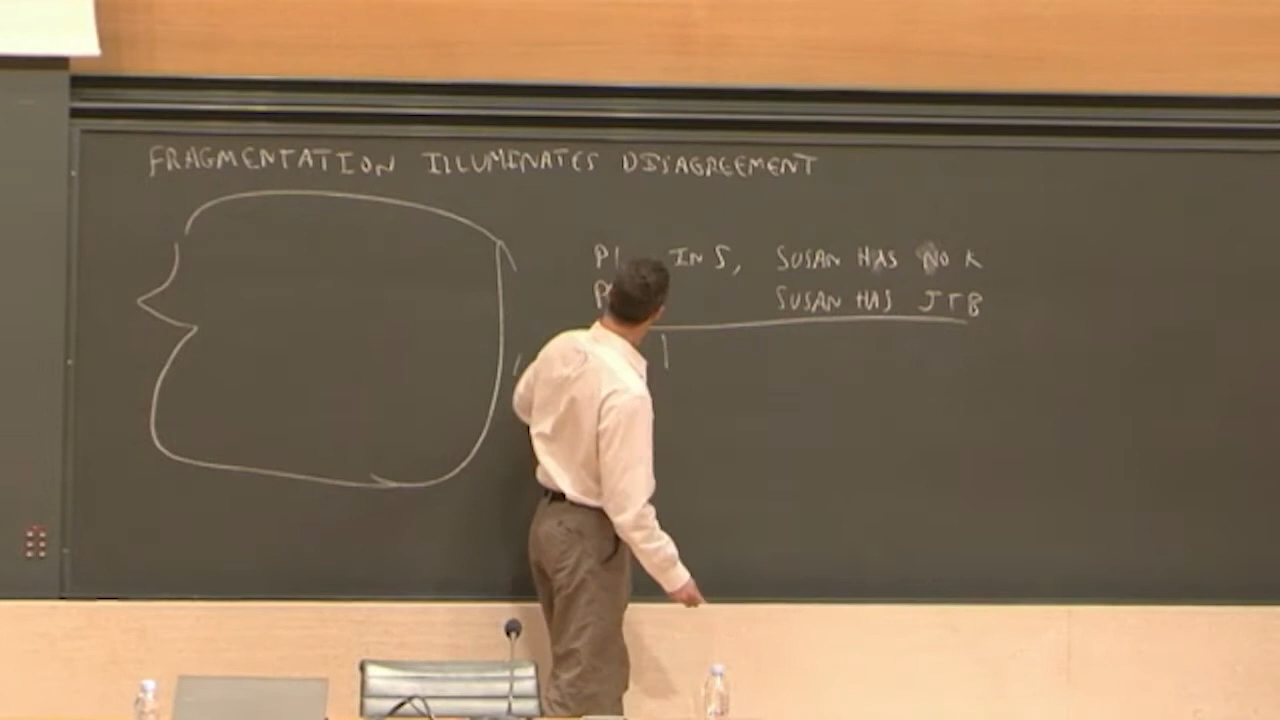 FRAGMENTATION ILLUMINATES DISAGREEMENT
P1 IN S, SUSAN HAS NO K
P SUSAN HAS JTB